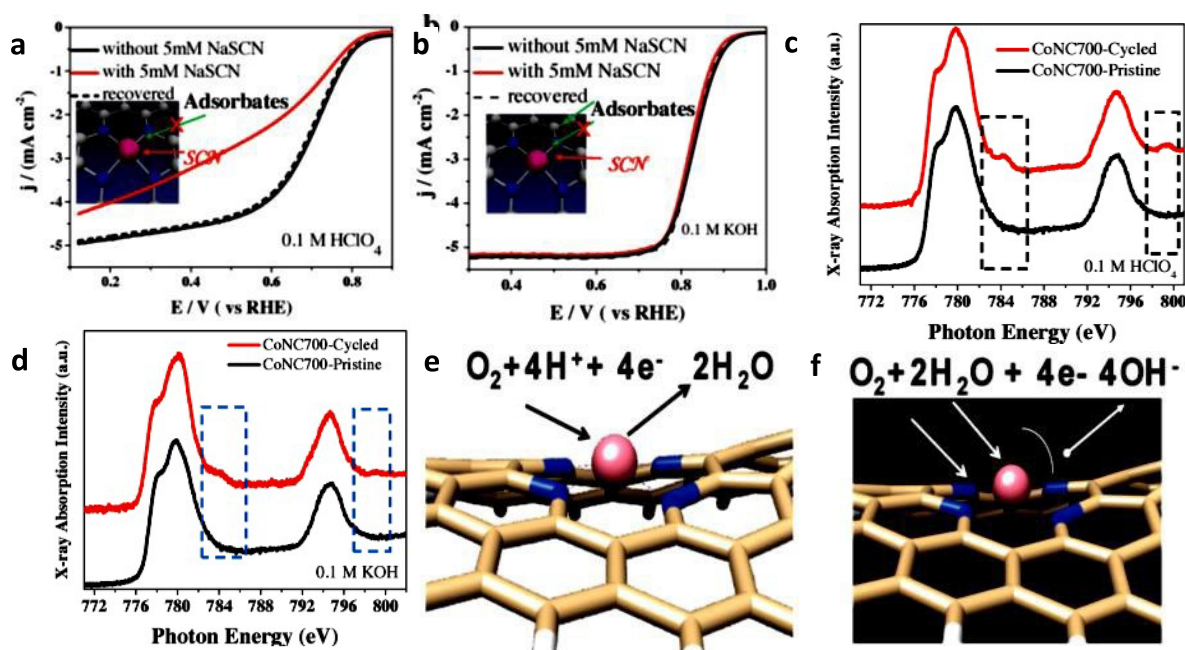 a
without 5mM NaSCN
with 5mM NaSCN
recovered
Adsorbates
SCN
0.1 M HClO4
j / (mA cm-2)
0
-1
-2
-3
-4
-5
0.2 0.4 0.6 0.8
E / V ( vs RHE)
b
without 5mM NaSCN
with 5mM NaSCN
recovered
Adsorbates
SCN
0.1 M KOH
j / (mA cm-2)
0
-1
-2
-3
-4
-5
0.4 0.6 0.8 1.0
E / V ( vs RHE)
c
CoNC700-Cycled
CoNC700-Pristine
0.1 M HClO4
X-ray Absorption Intensity (a.u.)
772 776 780 784 788 792 796 800
Photon Energy (eV)
d
CoNC700-Cycled
CoNC700-Pristine
0.1 M KOH
X-ray Absorption Intensity (a.u.)
772 776 780 784 788 792 796 800
Photon Energy (eV)
e
O2+4H++ 4e- 2H2O
f
O2+2H2O + 4e- 4OH-